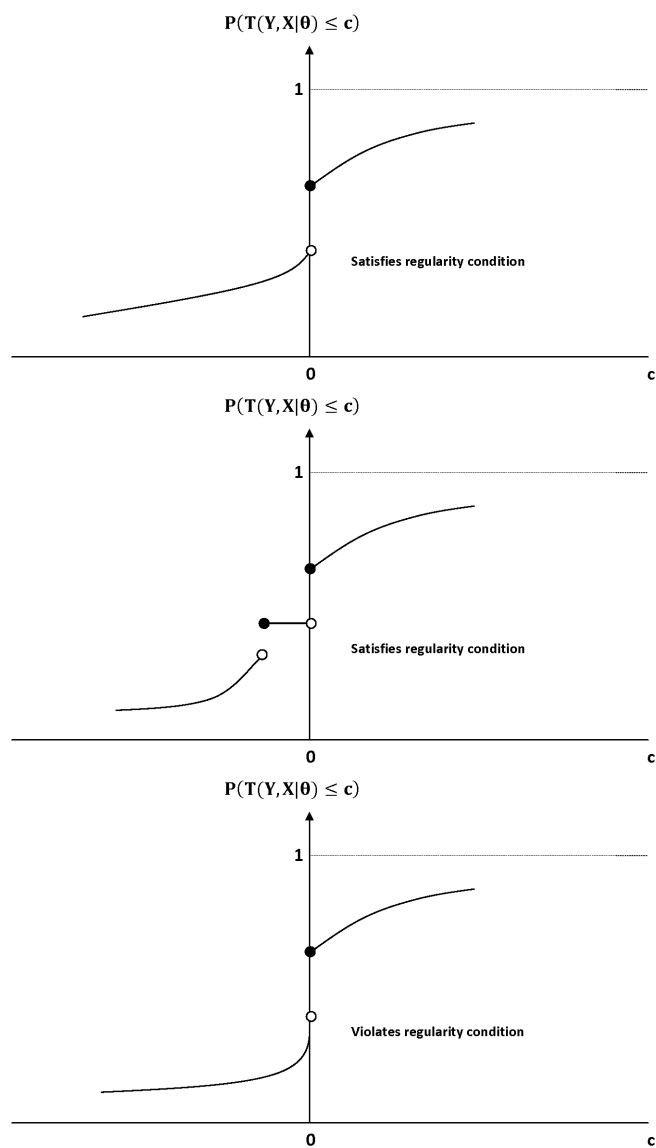 P(T(Y,X|θ) ≤ c)
1
Satisfies regularity condition
0 c
P(T(Y,X|θ) ≤ c)
1
Satisfies regularity condition
0 c
P(T(Y,X|θ) ≤ c)
1
Violates regularity condition
0 c